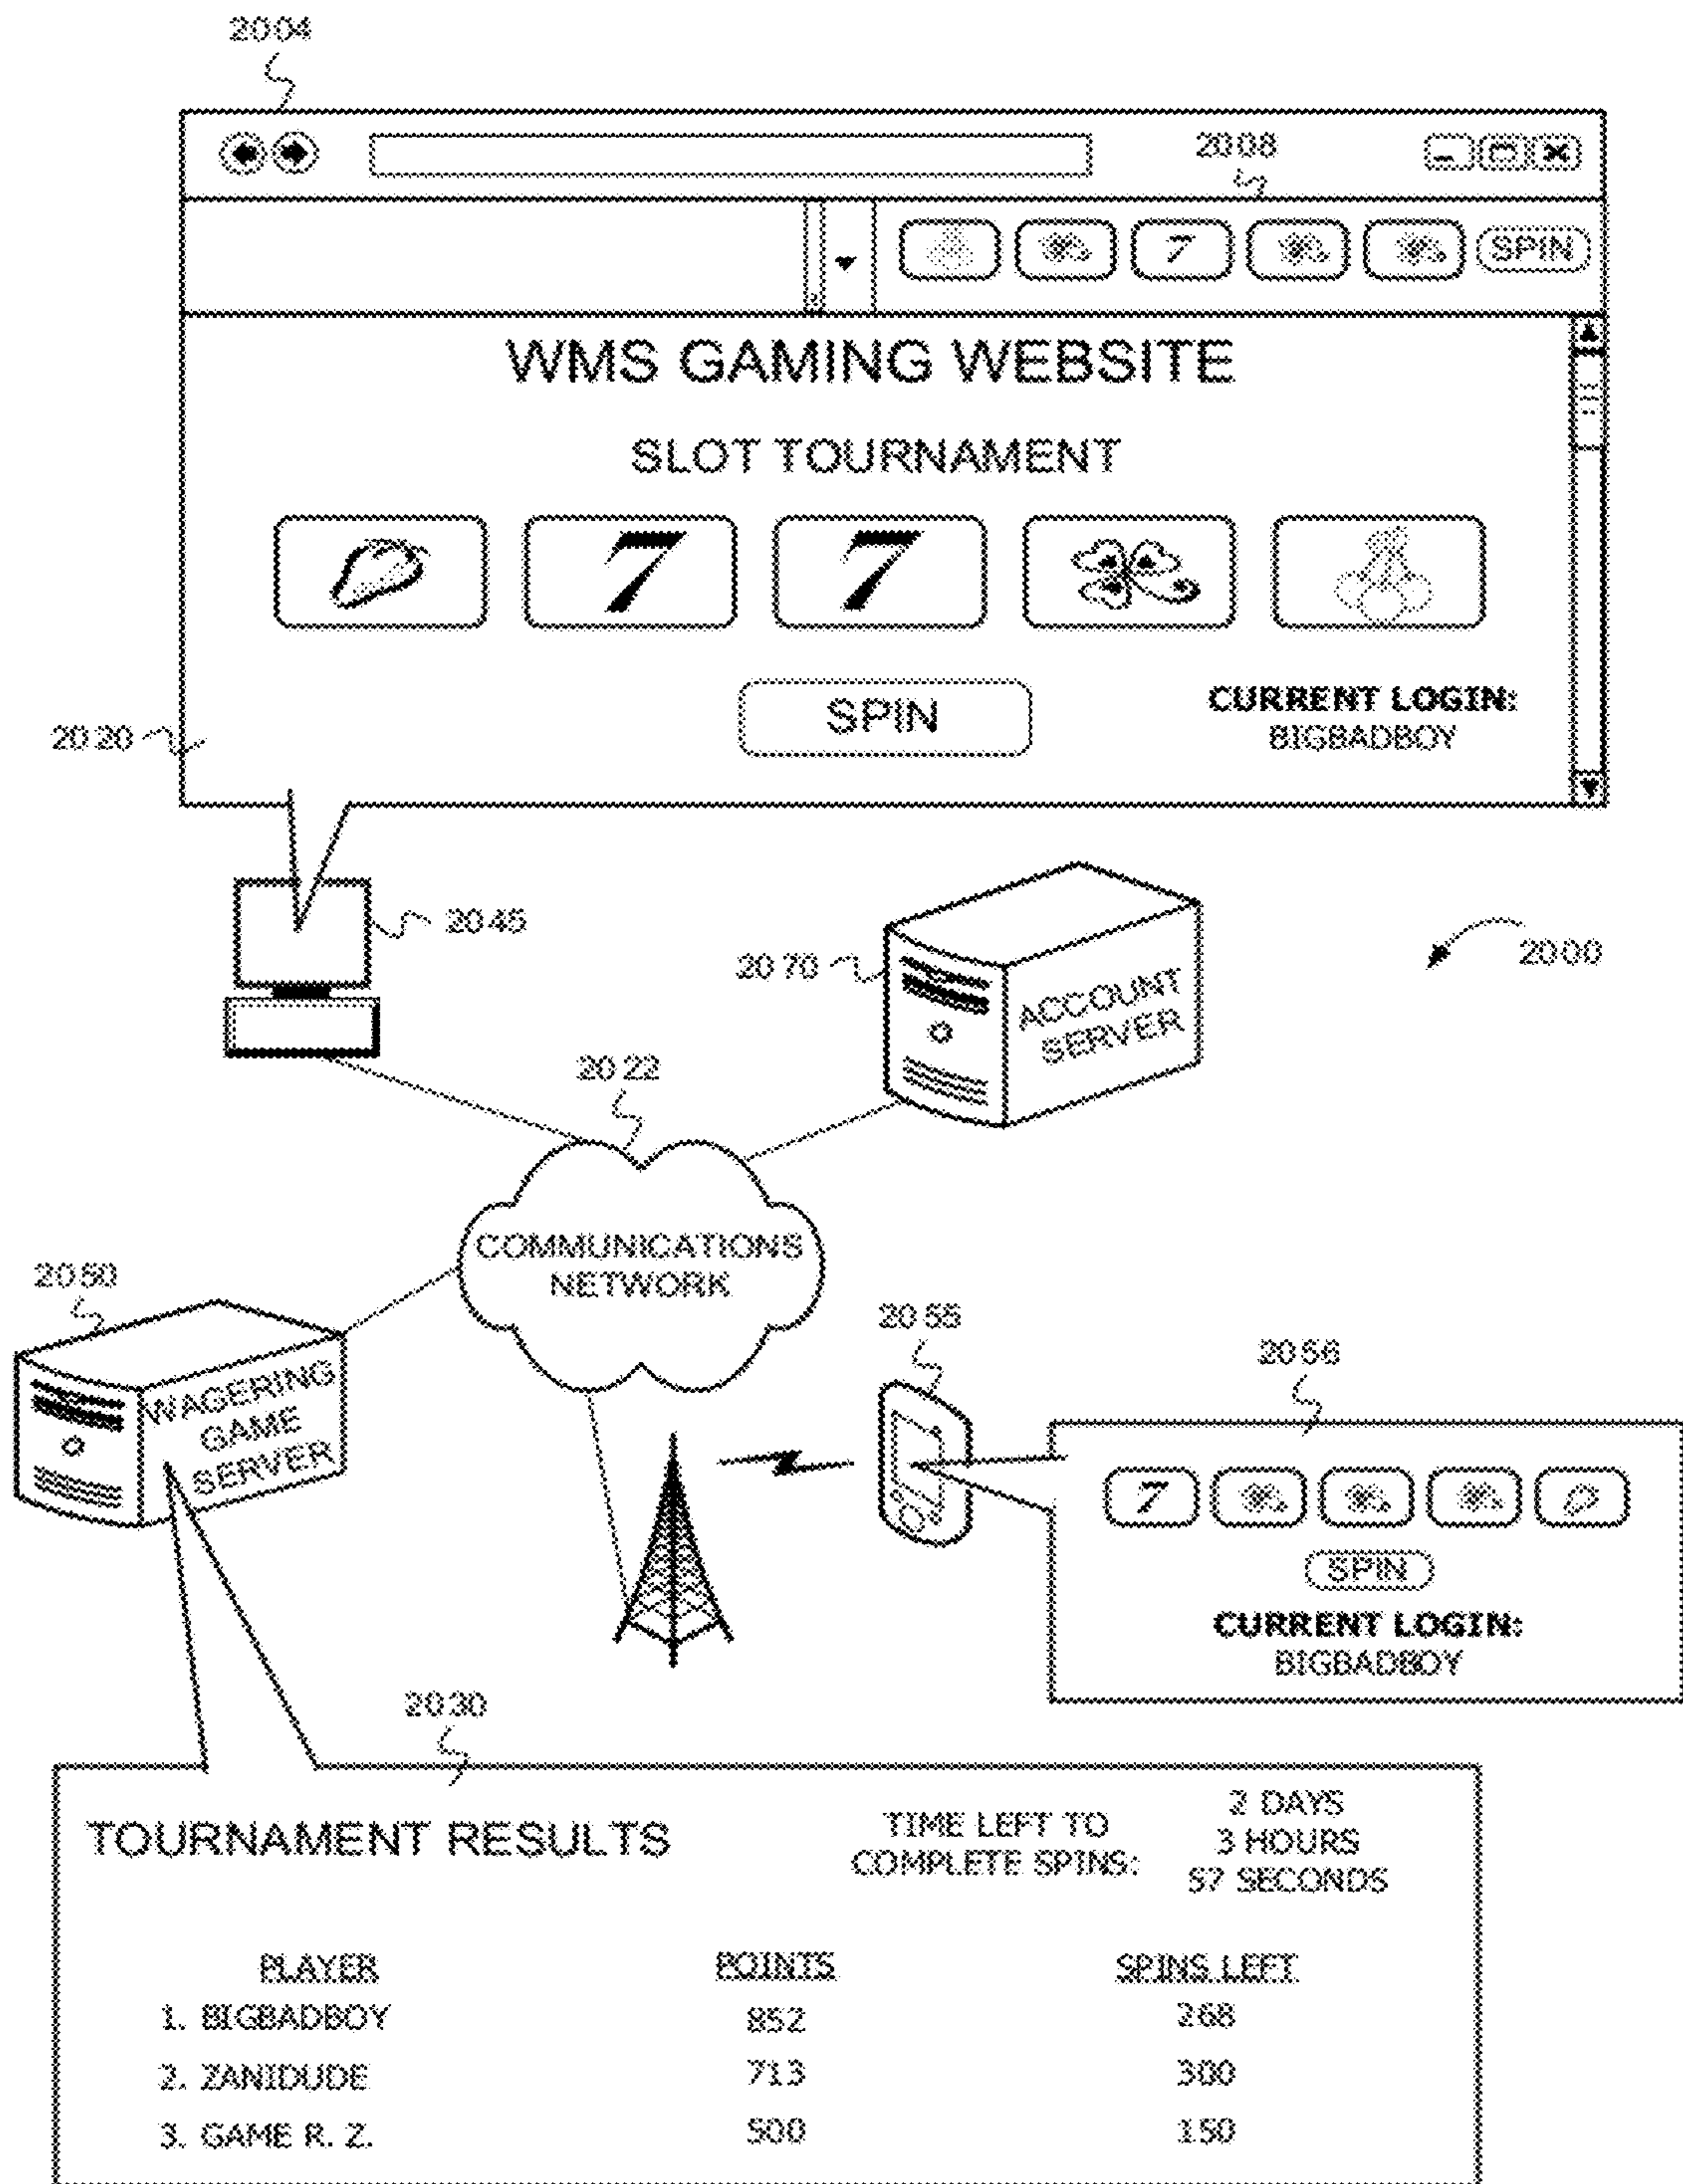 2004
2008
7
SPIN
WMS GAMING WEBSITE
SLOT TOURNAMENT
7 7
SPIN
CURRENT LOGIN:
BIGBADBOY
2020
2045
2070
ACCOUNT
SERVER
2000
2022
COMMUNICATIONS
NETWORK
2050
WAGERING
GAME
SERVER
2055
2056
7
SPIN
CURRENT LOGIN:
BIGBADBOY
2030
TOURNAMENT RESULTS
TIME LEFT TO
COMPLETE SPINS:
2 DAYS
3 HOURS
57 SECONDS
PLAYER POINTS SPINS LEFT
1. BIGBADBOY 852 268
2. ZANIDUDE 713 300
3. GAME R. Z. 500 150